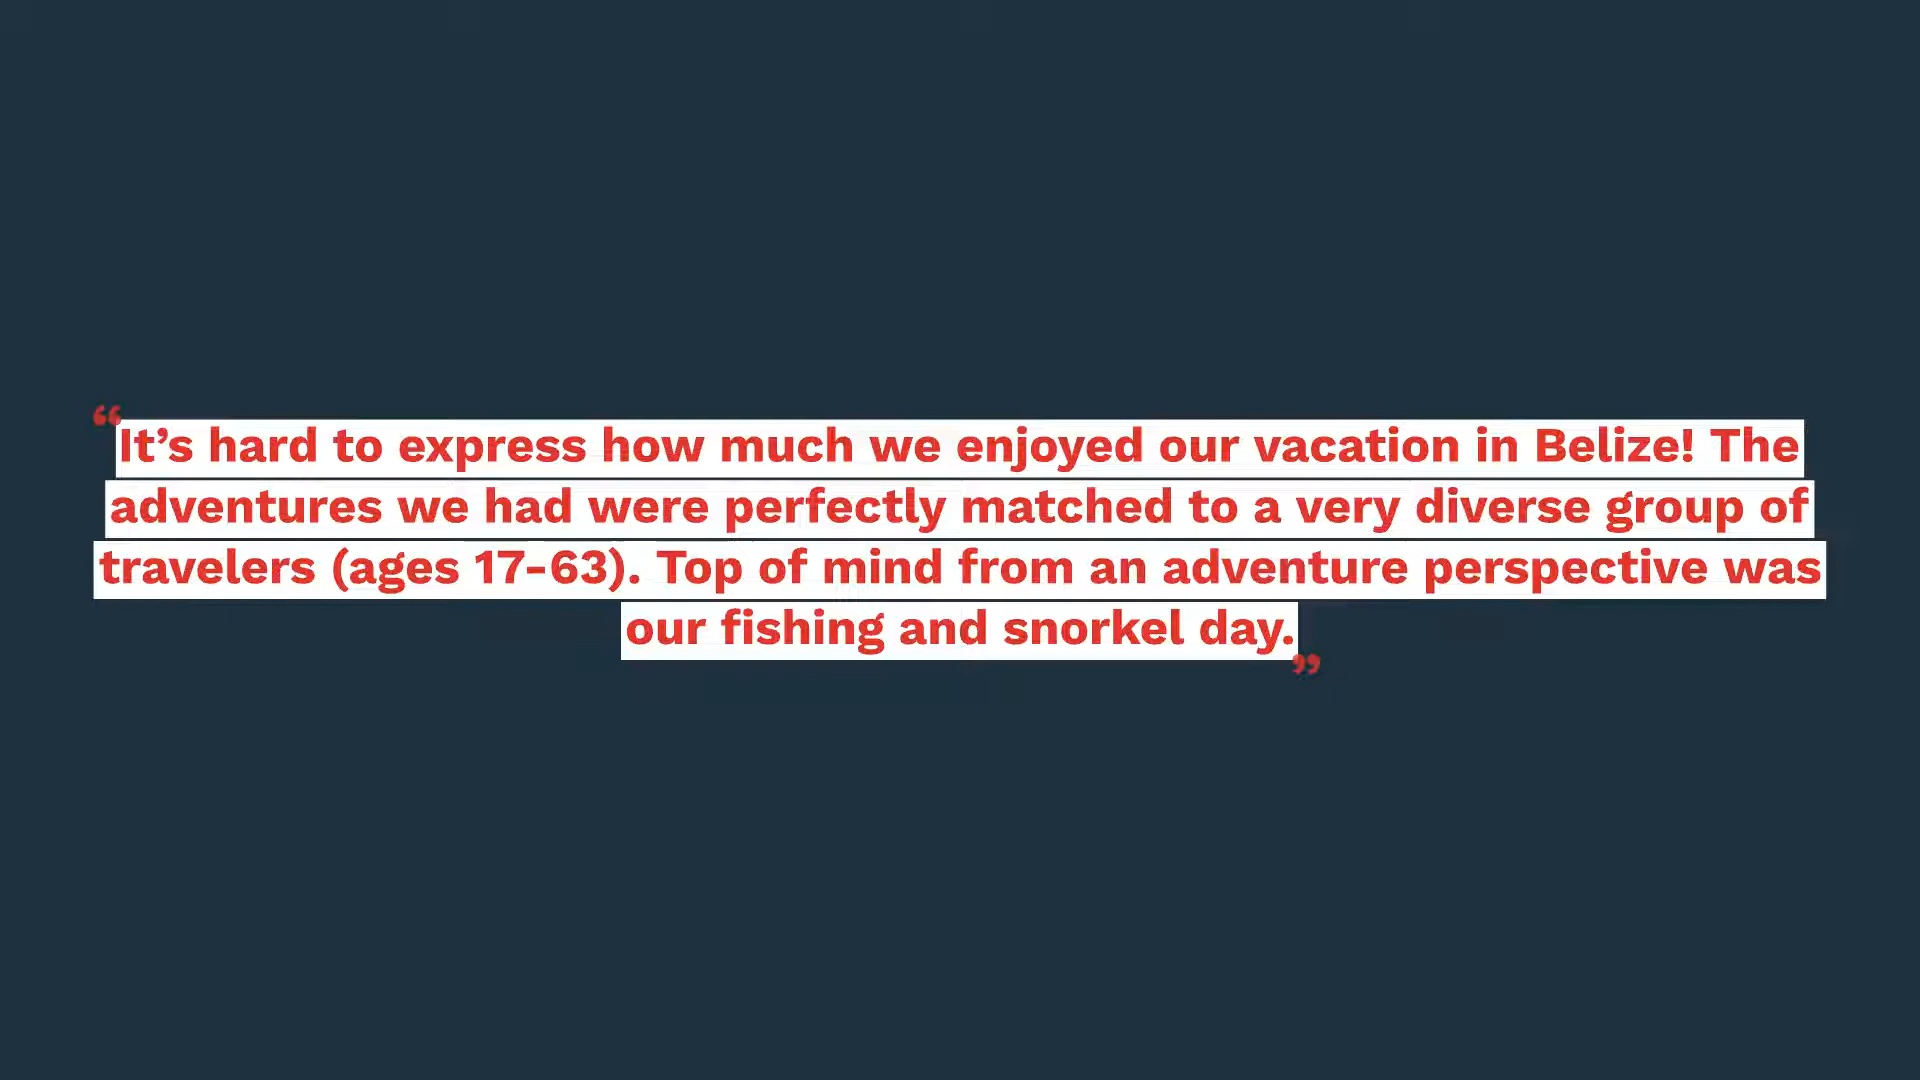 “It’s hard to express how much we enjoyed our vacation in Belize! The
adventures we had were perfectly matched to a very diverse group of
travelers (ages 17-63). Top of mind from an adventure perspective was
our fishing and snorkel day.”